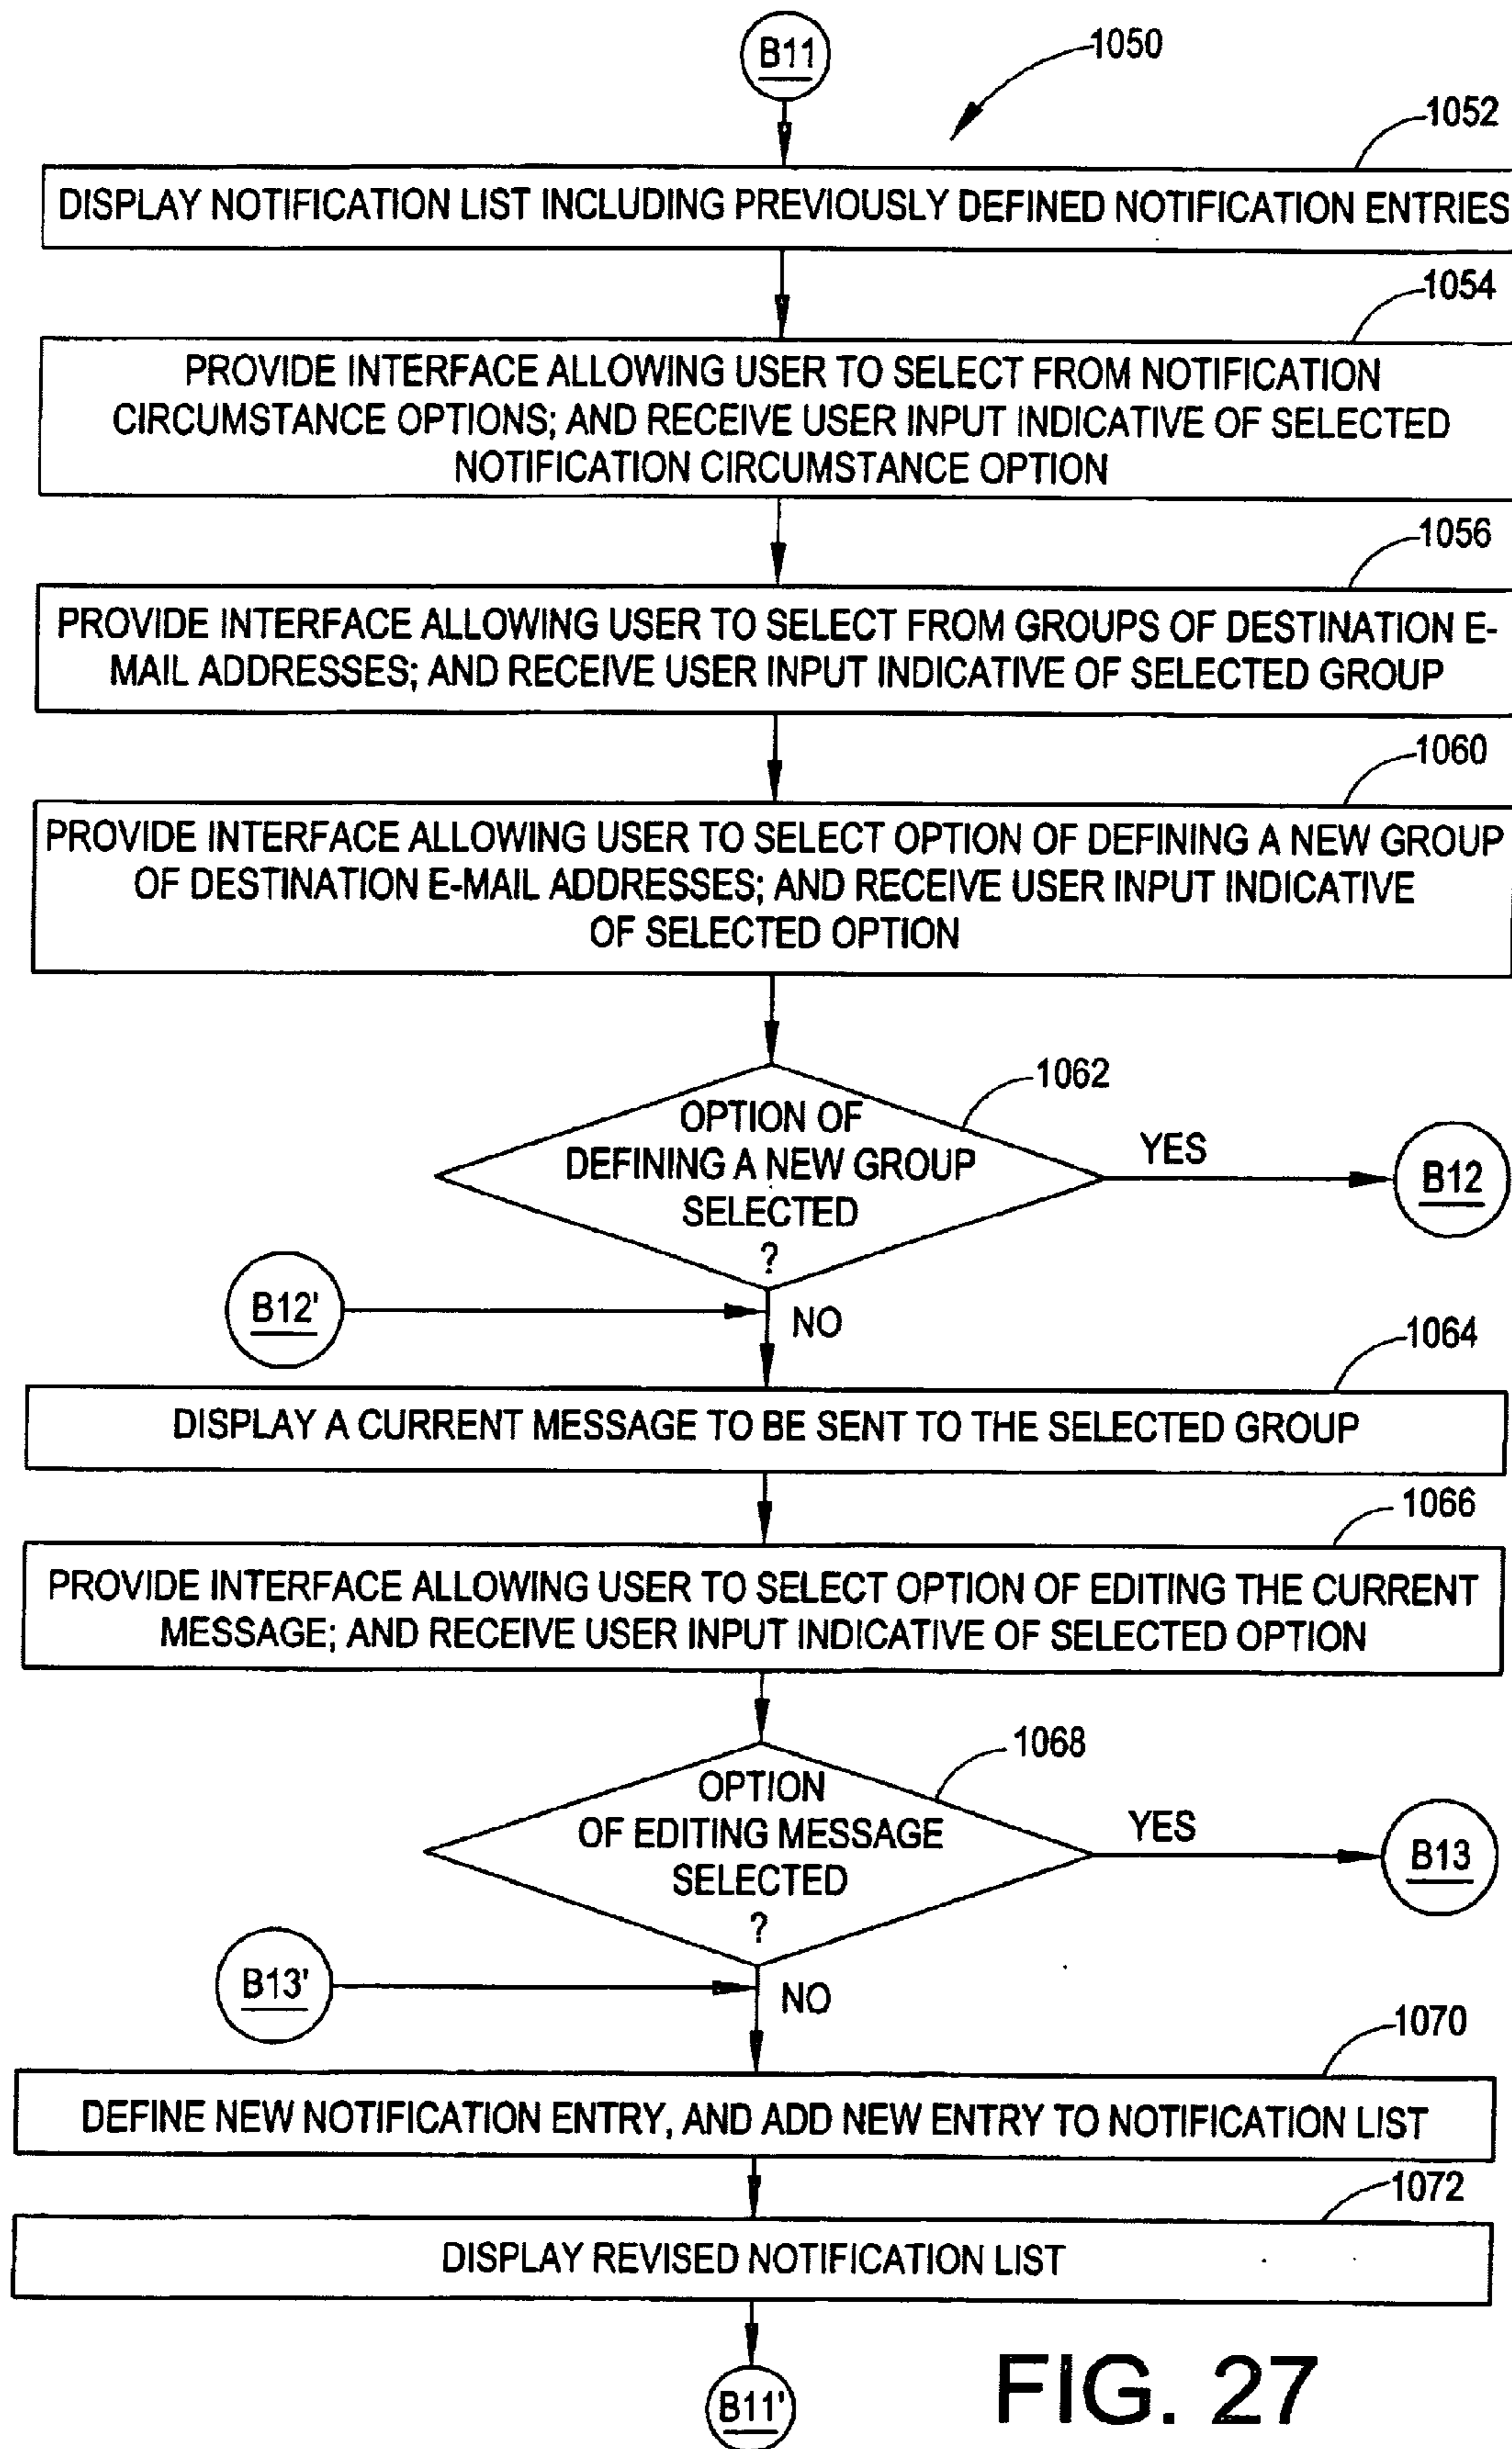 B11
1050
1052
DISPLAY NOTIFICATION LIST INCLUDING PREVIOUSLY DEFINED NOTIFICATION ENTRIES
1054
PROVIDE INTERFACE ALLOWING USER TO SELECT FROM NOTIFICATION
CIRCUMSTANCE OPTIONS; AND RECEIVE USER INPUT INDICATIVE OF SELECTED
NOTIFICATION CIRCUMSTANCE OPTION
1056
PROVIDE INTERFACE ALLOWING USER TO SELECT FROM GROUPS OF DESTINATION E-
MAIL ADDRESSES; AND RECEIVE USER INPUT INDICATIVE OF SELECTED GROUP
1060
PROVIDE INTERFACE ALLOWING USER TO SELECT OPTION OF DEFINING A NEW GROUP
OF DESTINATION E-MAIL ADDRESSES; AND RECEIVE USER INPUT INDICATIVE
OF SELECTED OPTION
1062
OPTION OF
DEFINING A NEW GROUP
SELECTED
?
YES
B12
B12'
NO
1064
DISPLAY A CURRENT MESSAGE TO BE SENT TO THE SELECTED GROUP
1066
PROVIDE INTERFACE ALLOWING USER TO SELECT OPTION OF EDITING THE CURRENT
MESSAGE; AND RECEIVE USER INPUT INDICATIVE OF SELECTED OPTION
1068
OPTION
OF EDITING MESSAGE
SELECTED
?
YES
B13
B13'
NO
1070
DEFINE NEW NOTIFICATION ENTRY, AND ADD NEW ENTRY TO NOTIFICATION LIST
1072
DISPLAY REVISED NOTIFICATION LIST
B11'
FIG. 27